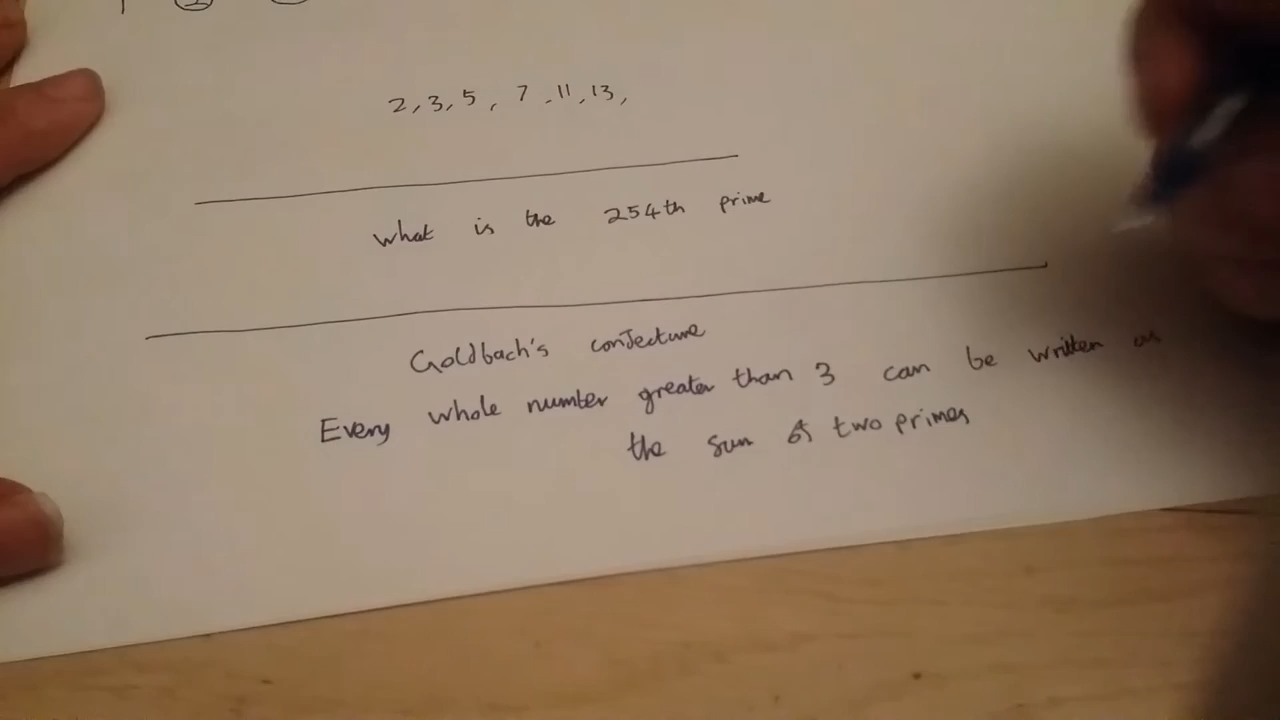 2, 3, 5, 7, 11, 13,
what is the 254th prime
Goldbach's conjecture
Every whole number greater than 3 can be written as
the sum of two primes